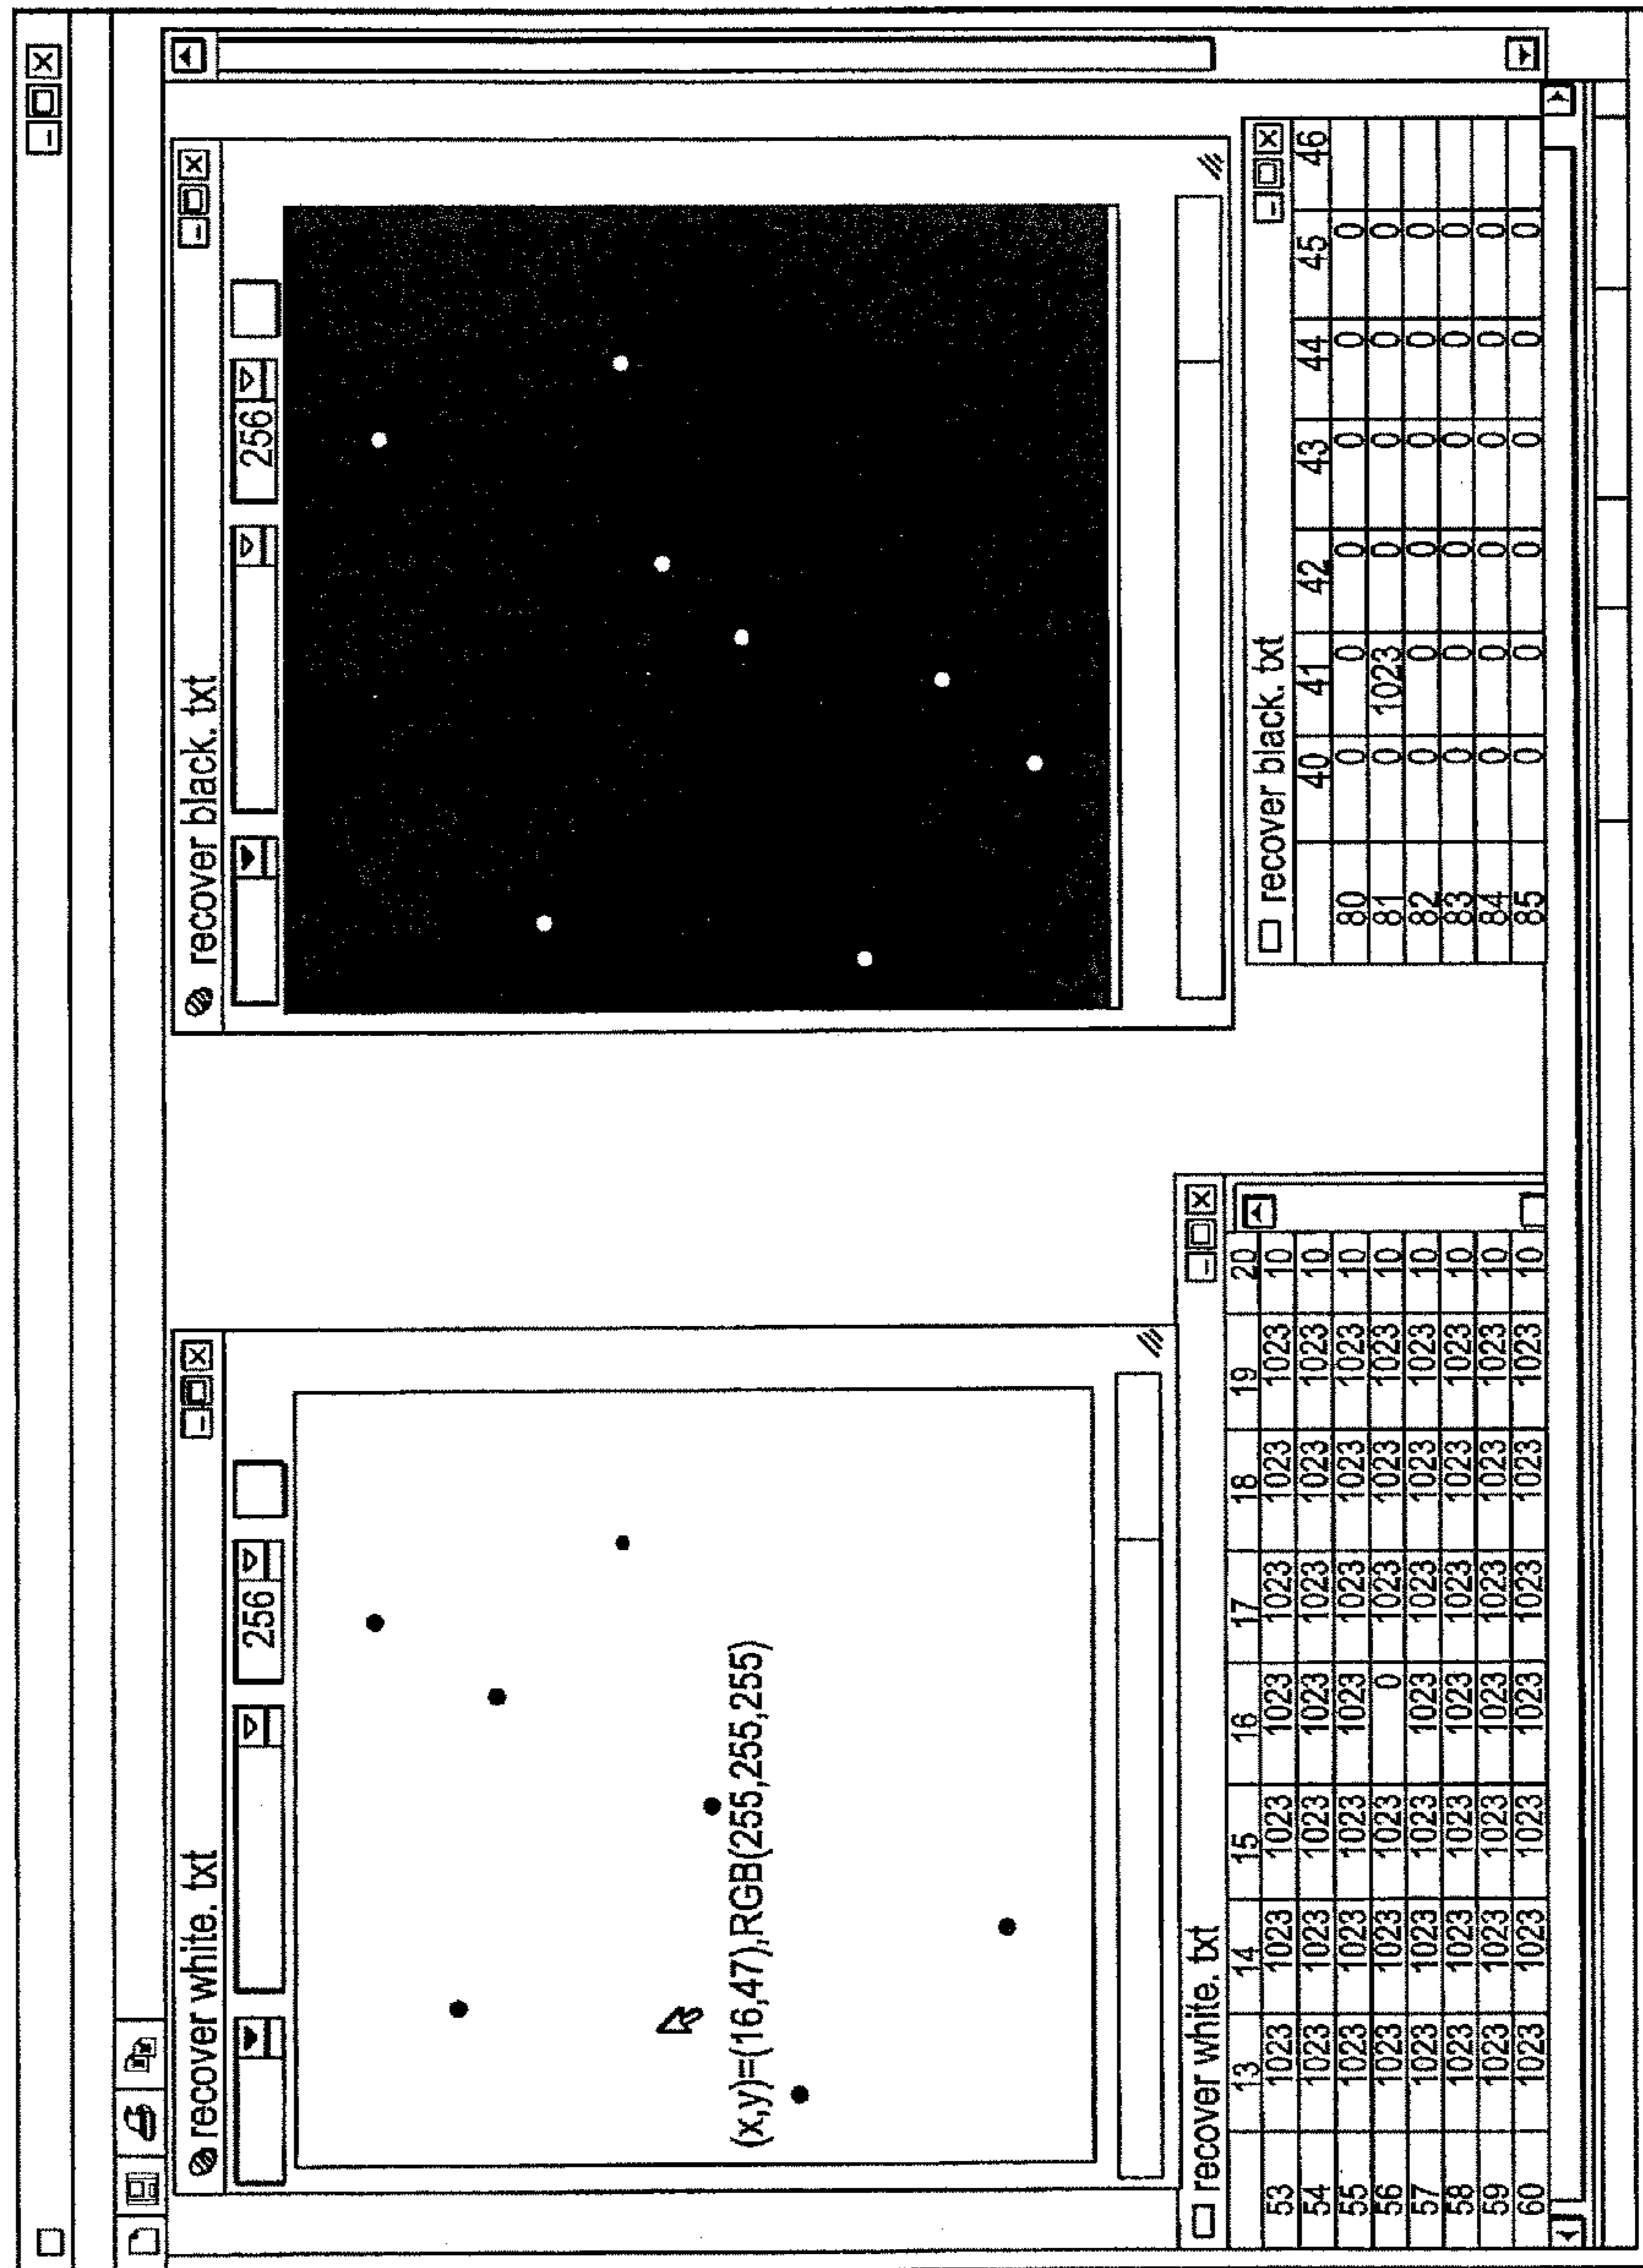 recover white. txt
256
(x,y)=(16,47),RGB(255,255,255)
recover white. txt
13 14 15 16 17 18 19 20
53 1023 1023 1023 1023 1023 1023 1023 10
54 1023 1023 1023 1023 1023 1023 1023 10
55 1023 1023 1023 1023 1023 1023 1023 10
56 1023 1023 1023 0 1023 1023 1023 10
57 1023 1023 1023 1023 1023 1023 1023 10
58 1023 1023 1023 1023 1023 1023 1023 10
59 1023 1023 1023 1023 1023 1023 1023 10
60 1023 1023 1023 1023 1023 1023 1023 10
recover black. txt
256
recover black. txt
40 41 42 43 44 45 46
80 0 0 0 0 0 0
81 0 1023 0 0 0 0
82 0 0 0 0 0 0
83 0 0 0 0 0 0
84 0 0 0 0 0 0
85 0 0 0 0 0 0